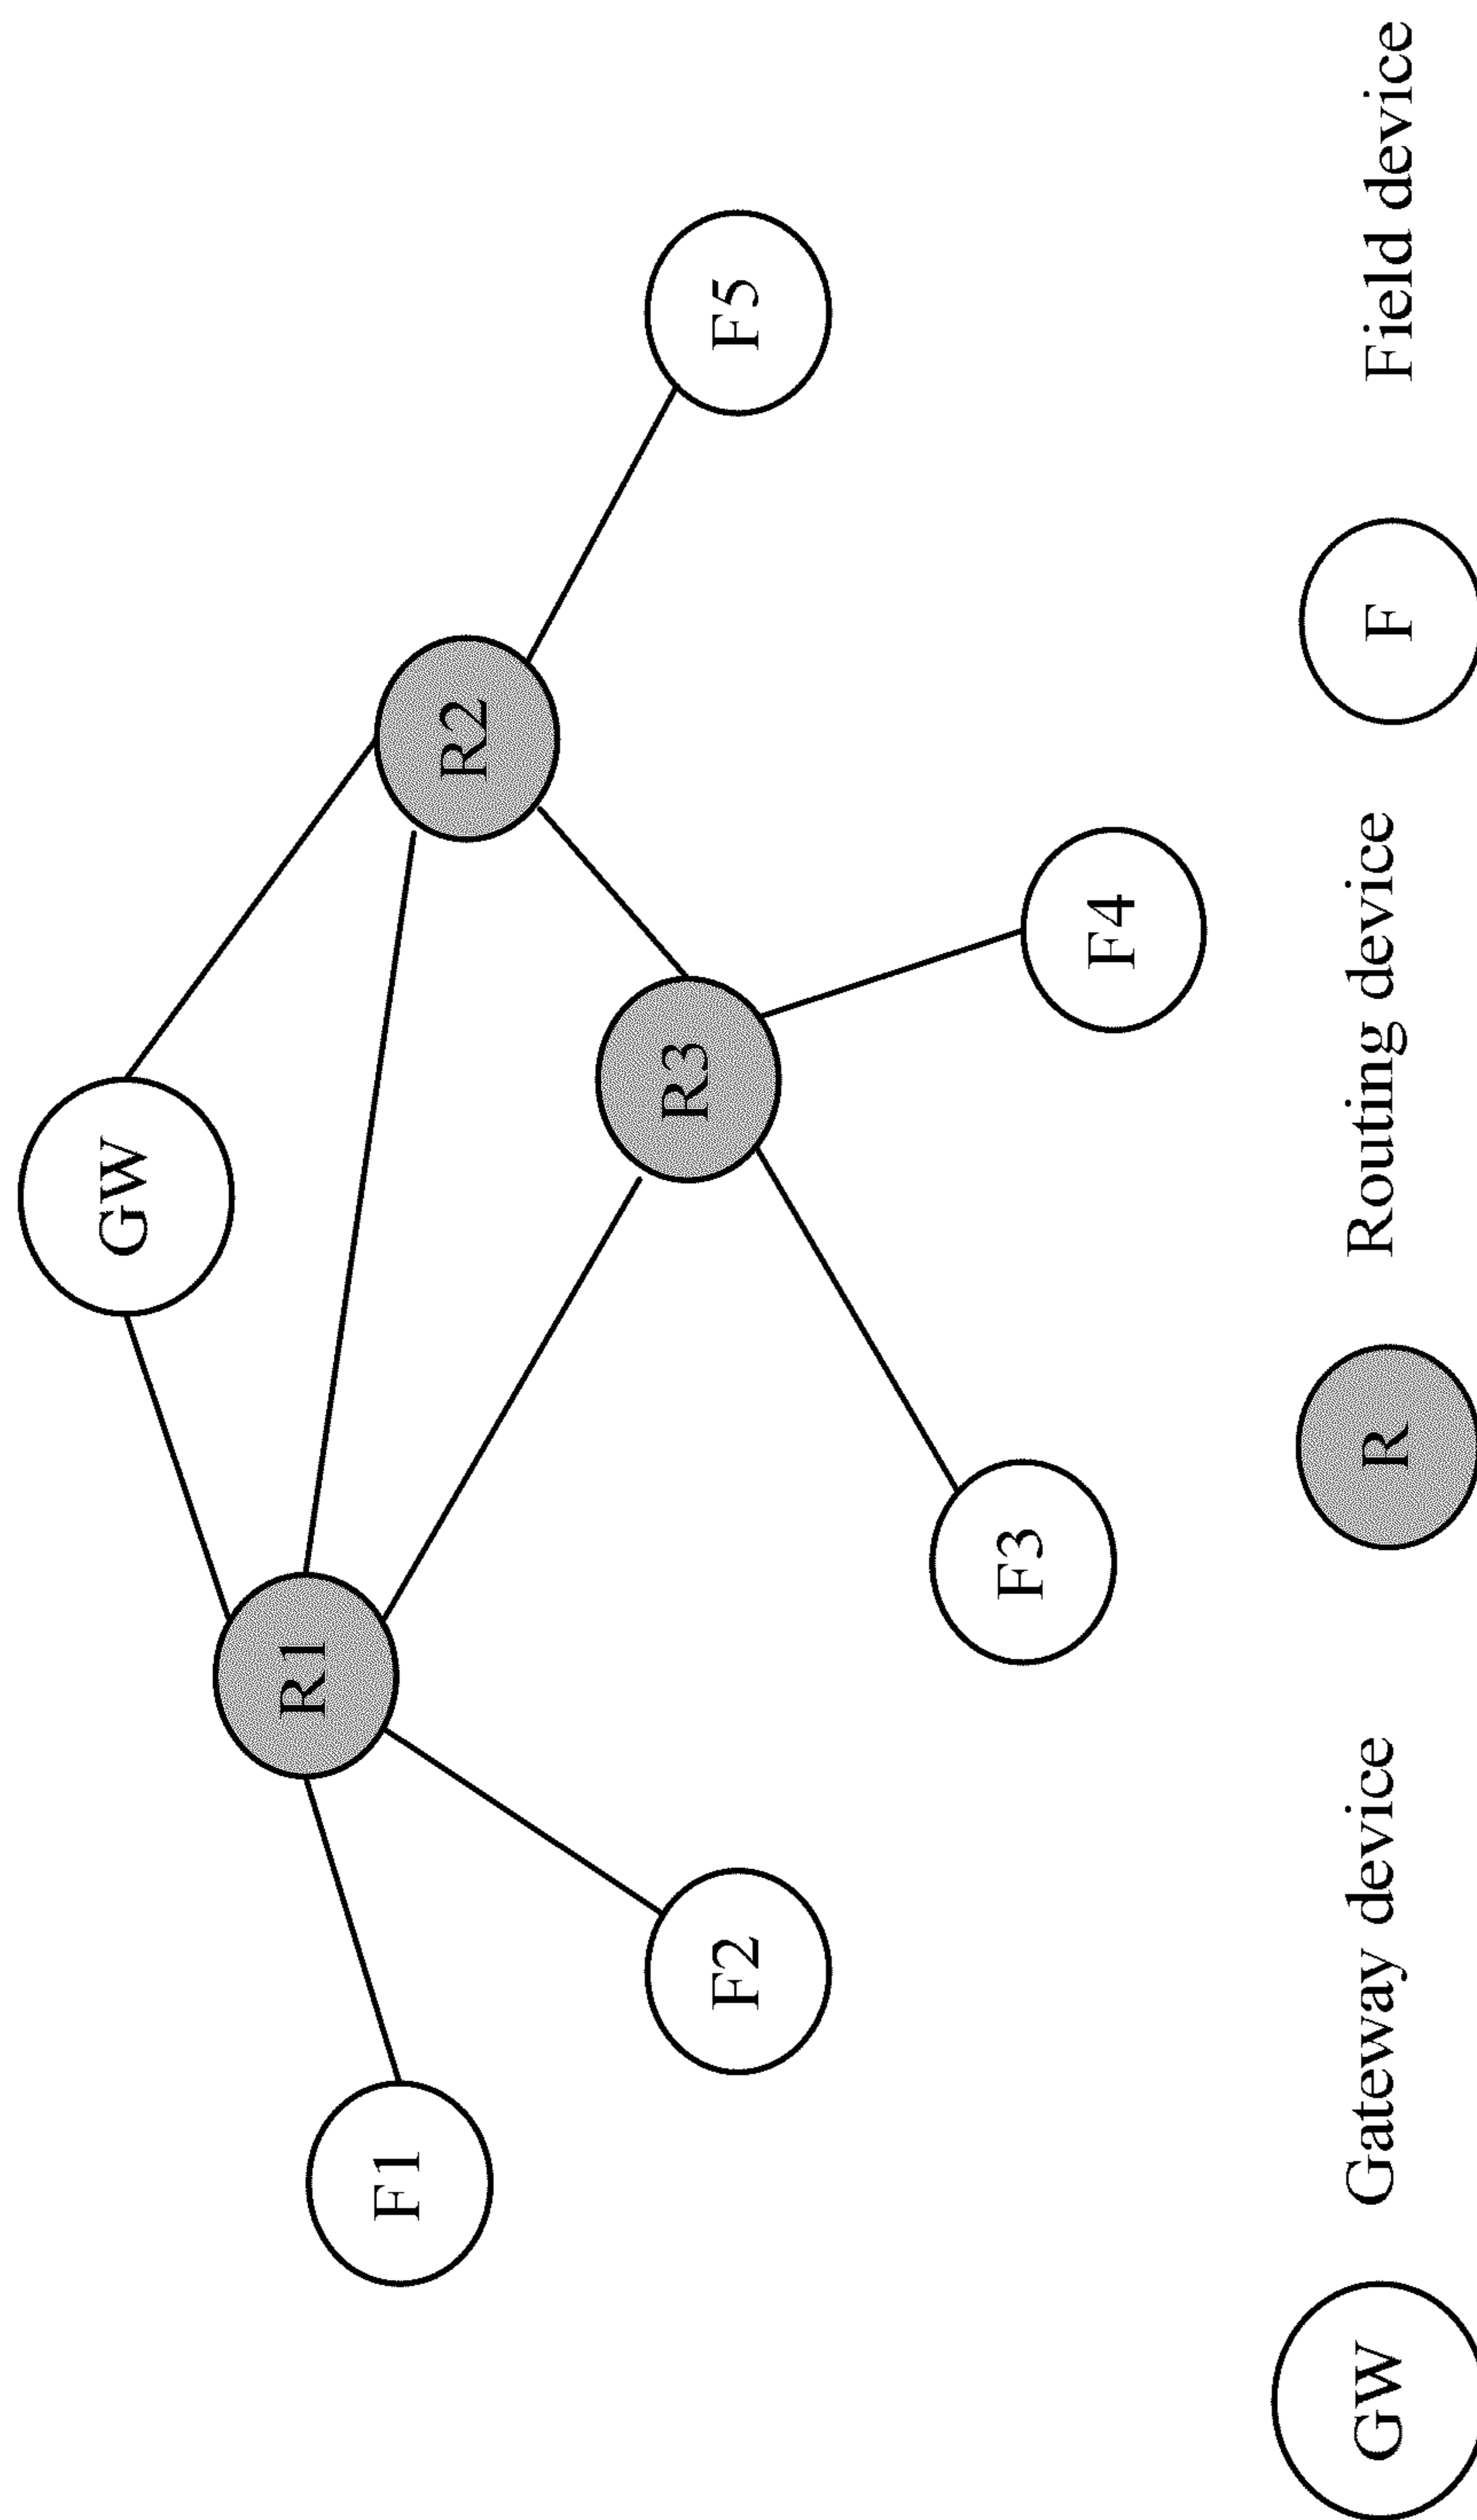 GW
R1
R2
R3
F1
F2
F3
F4
F5
GW Gateway device R Routing device F Field device